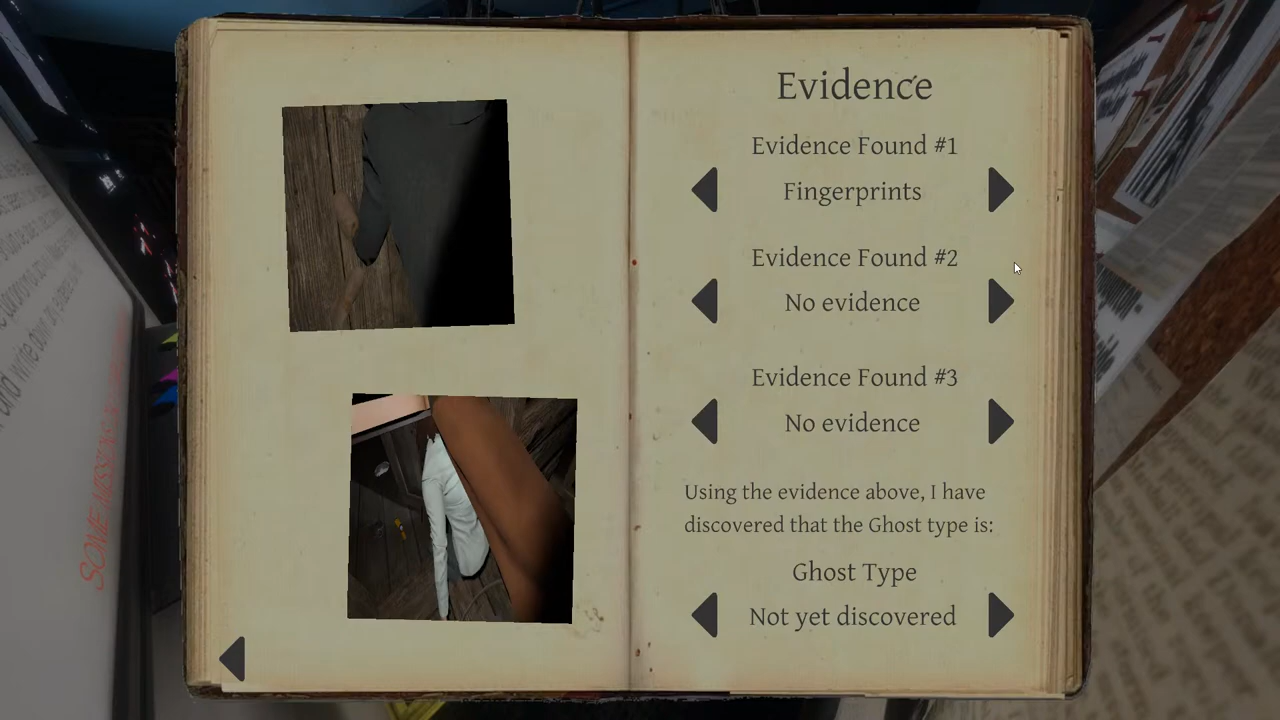 Evidence
Evidence Found #1
Fingerprints
Evidence Found #2
No evidence
Evidence Found #3
No evidence
Using the evidence above, I have
discovered that the Ghost type is:
Ghost Type
Not yet discovered